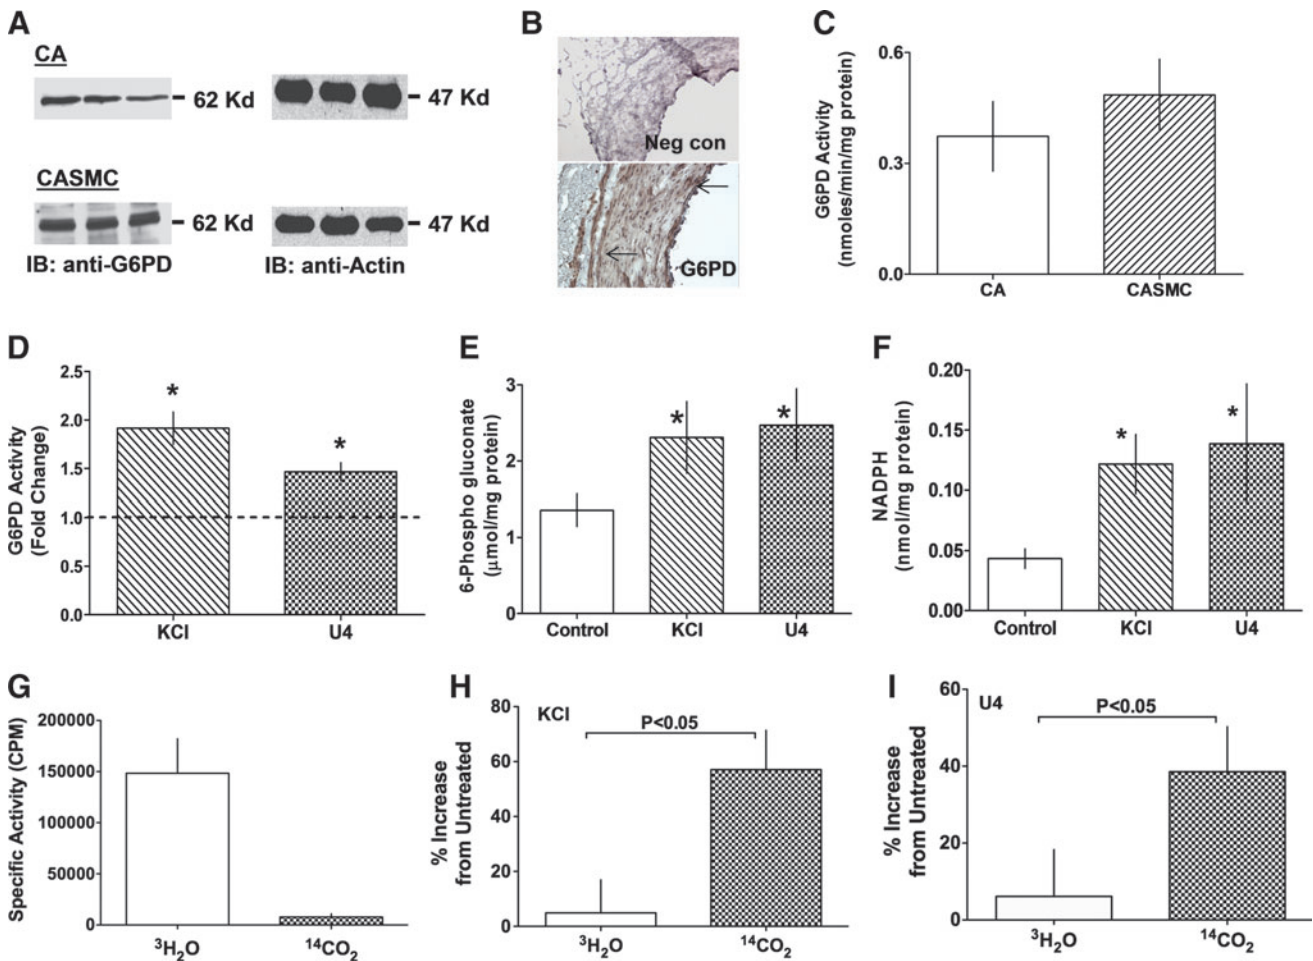 A
CA
62 Kd
47 Kd
CASMC
62 Kd
47 Kd
IB: anti-G6PD
IB: anti-Actin
B
Neg con
G6PD
C
G6PD Activity
(nmoles/min/mg protein)
0.6
0.3
0.0
CA
CASMC
D
G6PD Activity
(Fold Change)
2.5
2.0
1.5
1.0
0.5
0.0
*
*
KCl
U4
E
6-Phospho gluconate
(μmol/mg protein)
3
2
1
0
*
*
Control
KCl
U4
F
NADPH
(nmol/mg protein)
0.20
0.15
0.10
0.05
0.00
*
*
Control
KCl
U4
G
Specific Activity (CPM)
200000
150000
100000
50000
0
³H₂O
¹⁴CO₂
H
KCl
P<0.05
% Increase
from Untreated
80
60
40
20
0
³H₂O
¹⁴CO₂
I
U4
P<0.05
% Increase
from Untreated
60
40
20
0
³H₂O
¹⁴CO₂